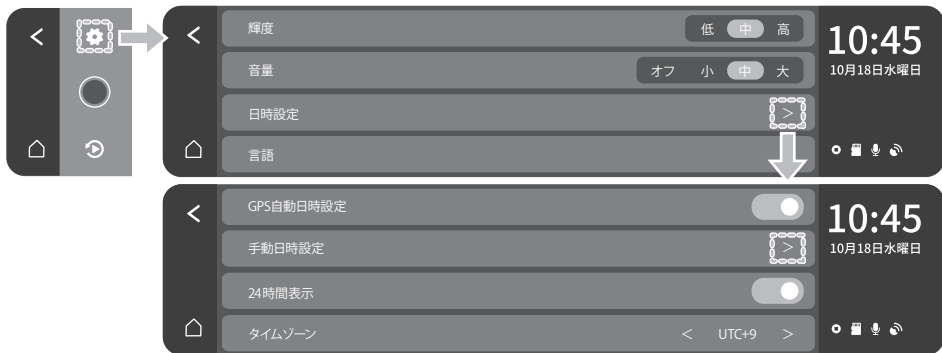 輝度 低 中 高
音量 オフ 小 中 大
日時設定 >
言語
10:45
10月18日水曜日
GPS自動日時設定
手動日時設定 >
24時間表示
タイムゾーン < UTC+9 >
10:45
10月18日水曜日